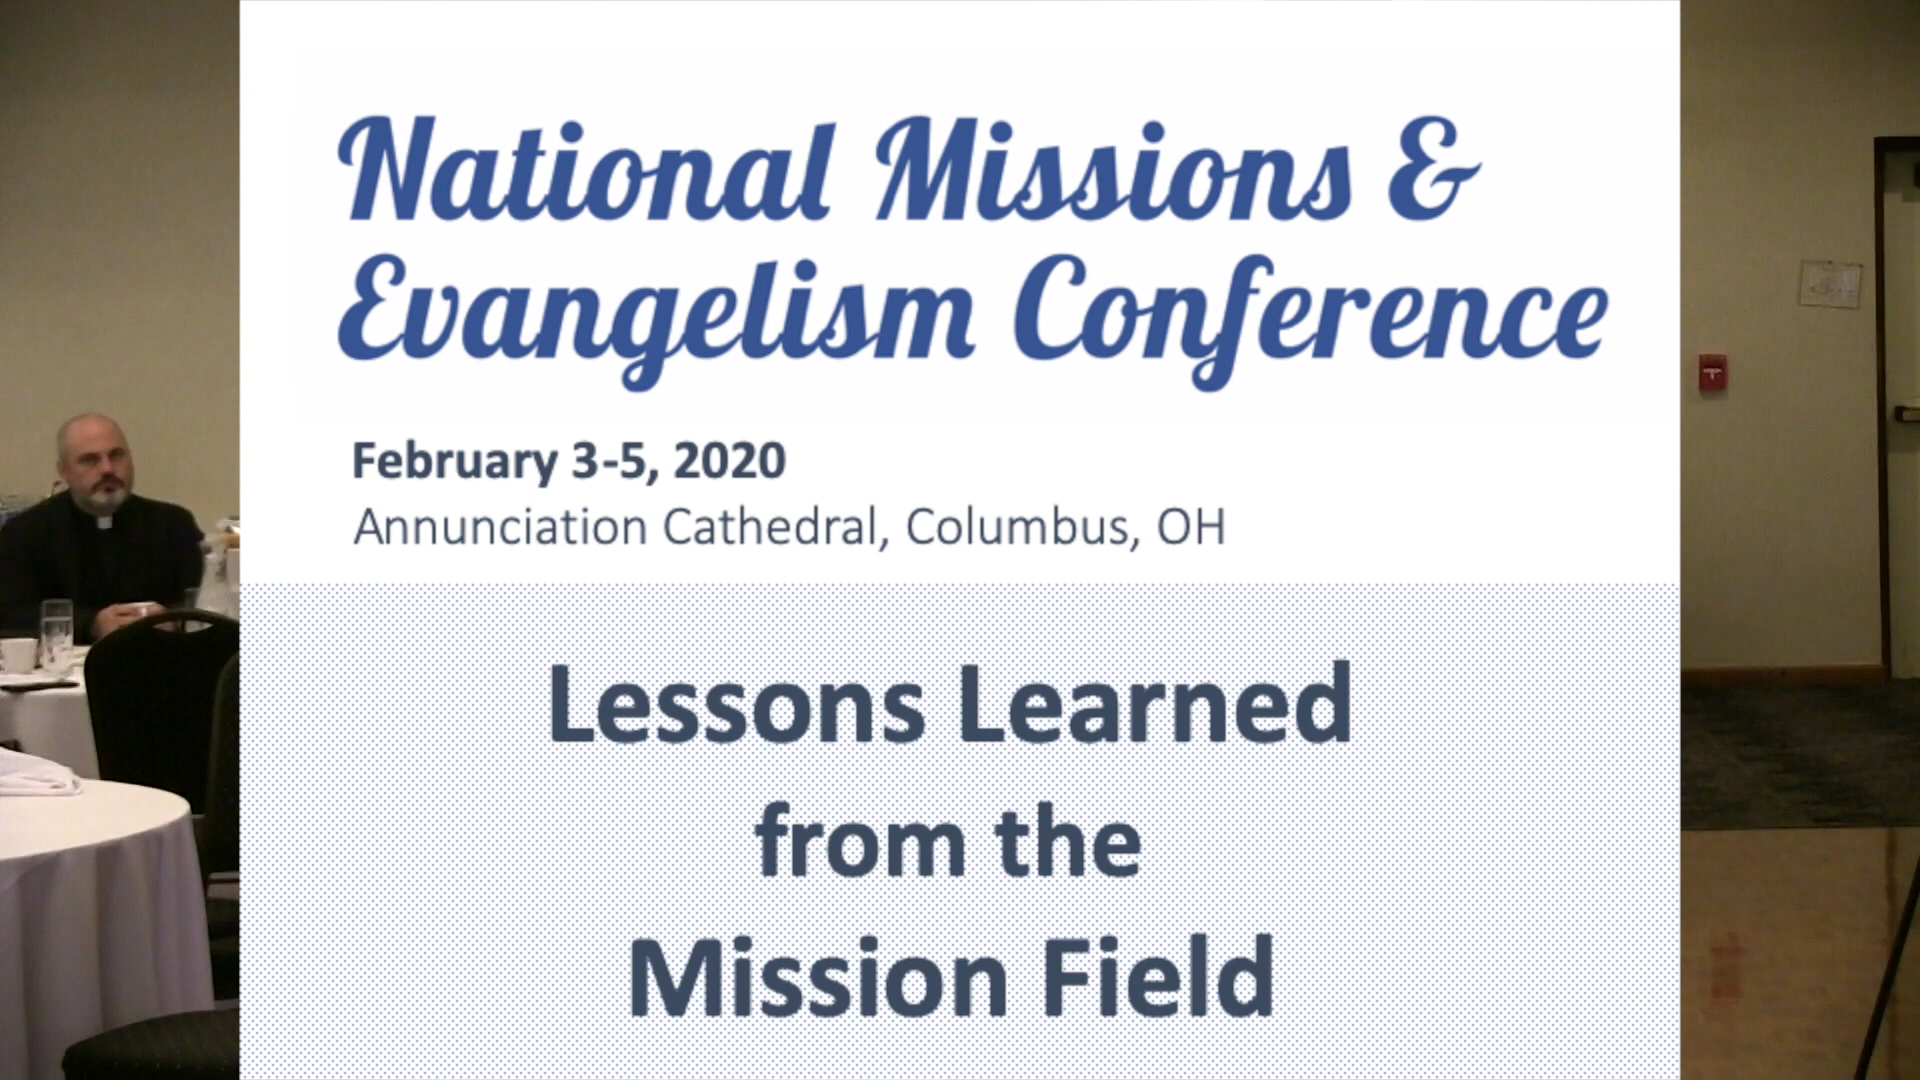 National Missions &
Evangelism Conference
February 3-5, 2020
Annunciation Cathedral, Columbus, OH
Lessons Learned
from the
Mission Field